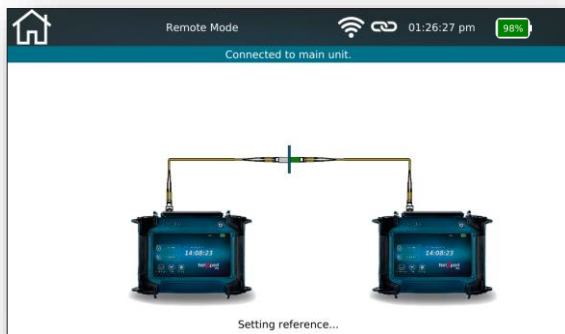 Remote Mode
01:26:27 pm
98%
Connected to main unit.
14:08:23
14:08:23
Setting reference...